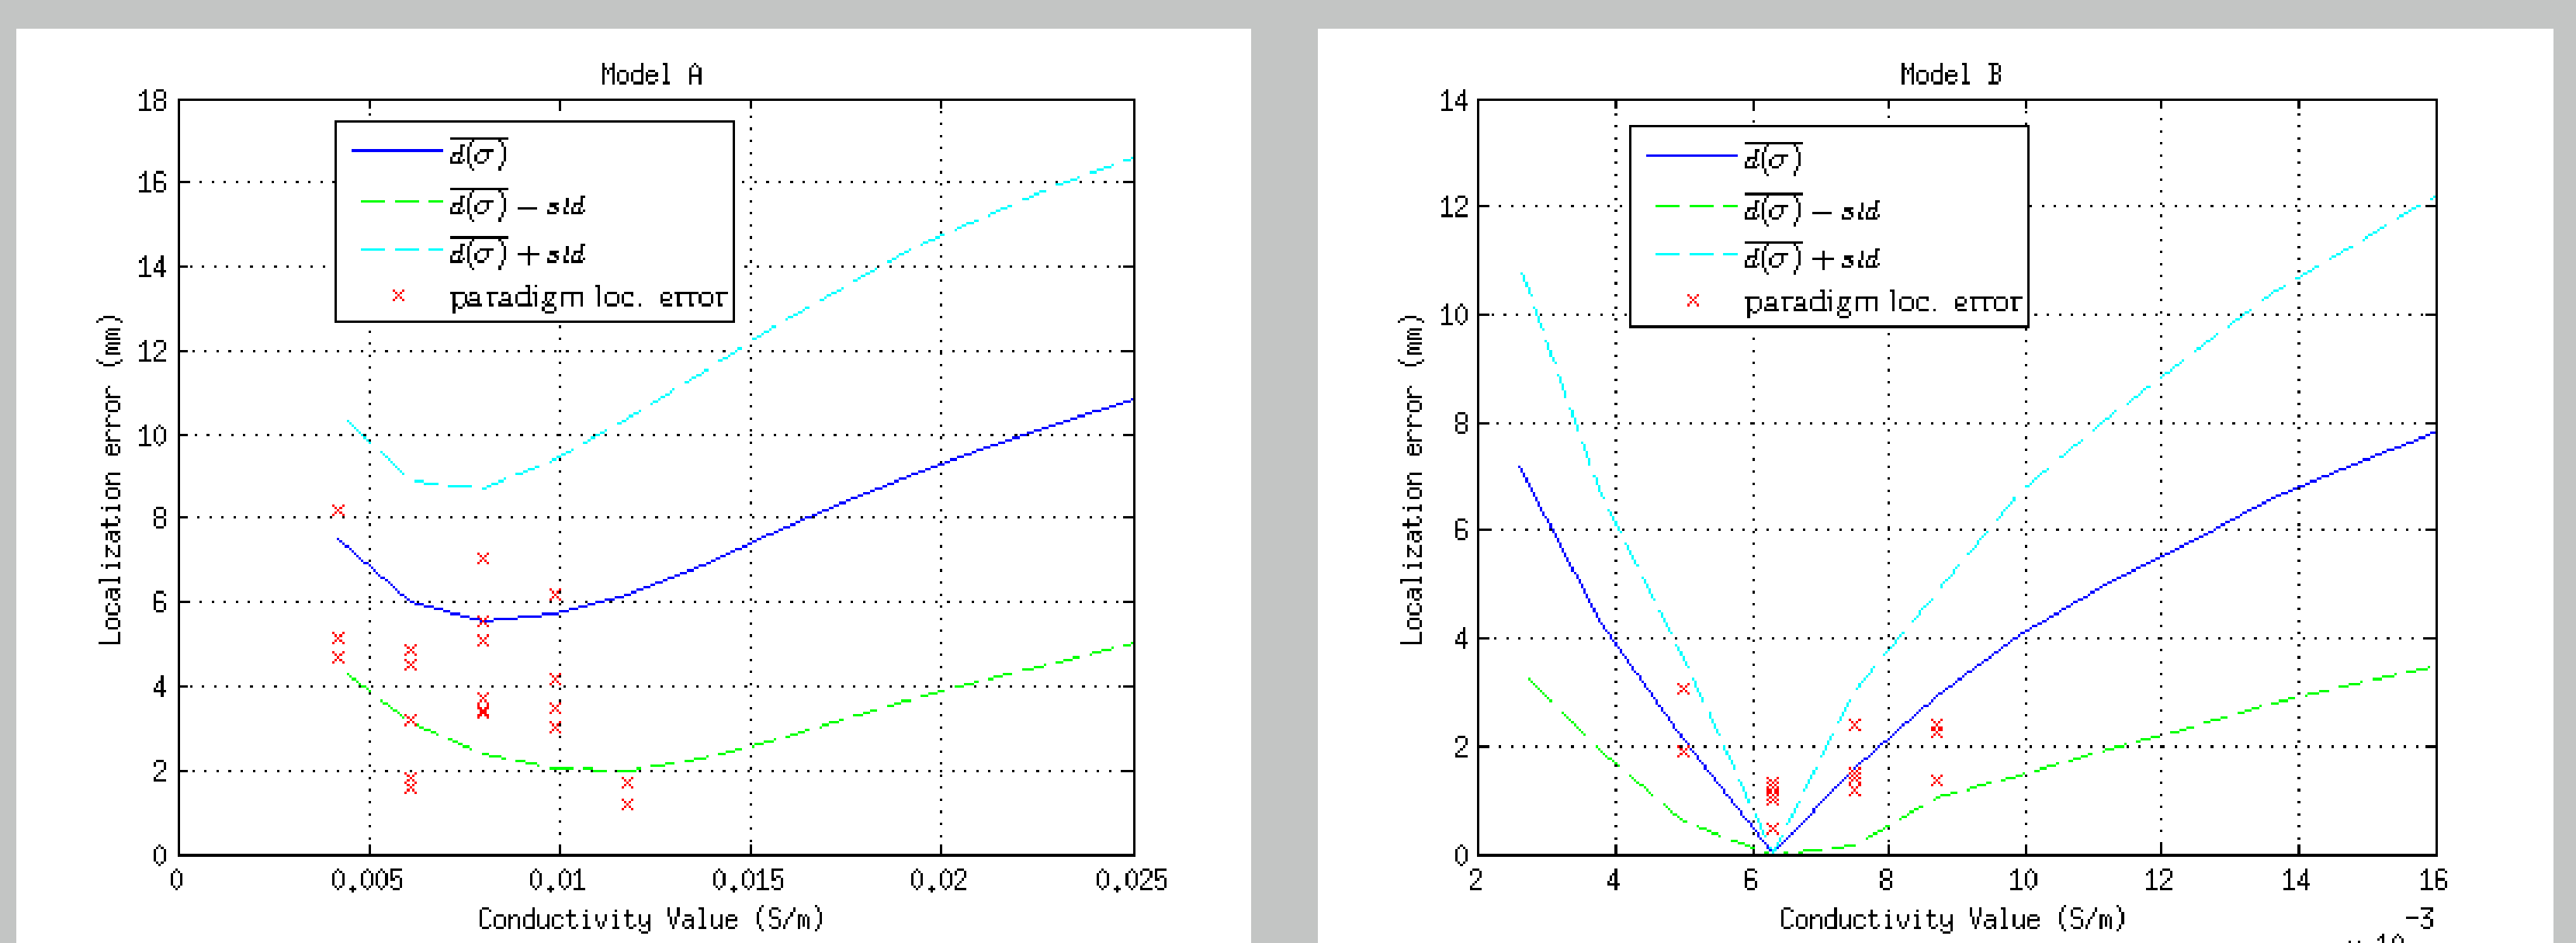 Model A
18
16
14
12
10
8
6
4
2
0
Localization error (mm)
d(σ)
d(σ) − std
d(σ) + std
paradigm loc. error
0 0.005 0.01 0.015 0.02 0.025
Conductivity Value (S/m)
Model B
14
12
10
8
6
4
2
0
Localization error (mm)
d(σ)
d(σ) − std
d(σ) + std
paradigm loc. error
2 4 6 8 10 12 14 16
Conductivity Value (S/m)
-3